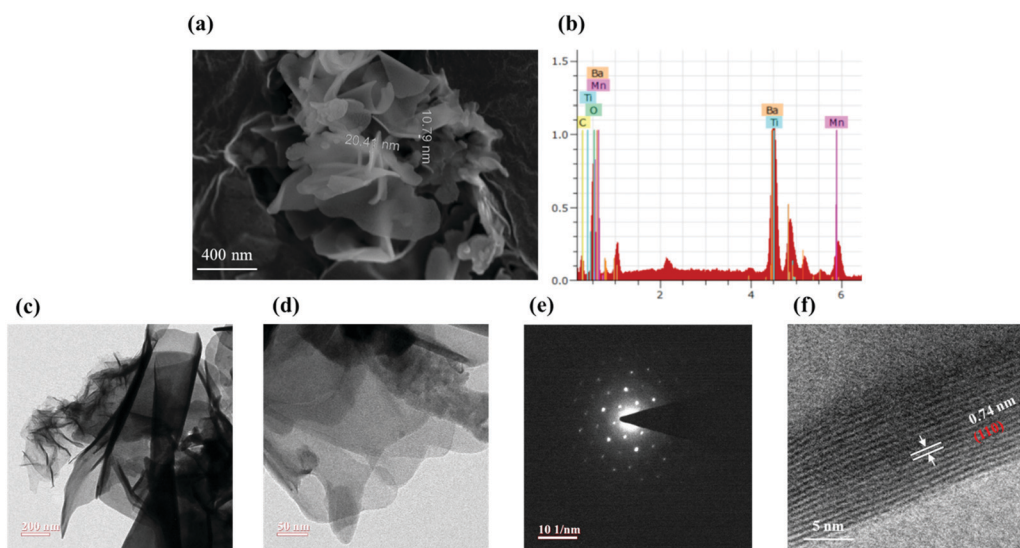 (a)
20.41 nm
10.79 nm
400 nm
(b)
1.5
1.0
0.5
0.0
Ba
Mn
Ti
O
C
Ba
Ti
Mn
2
4
6
(c)
200 nm
(d)
50 nm
(e)
10 1/nm
(f)
0.74 nm
(110)
5 nm